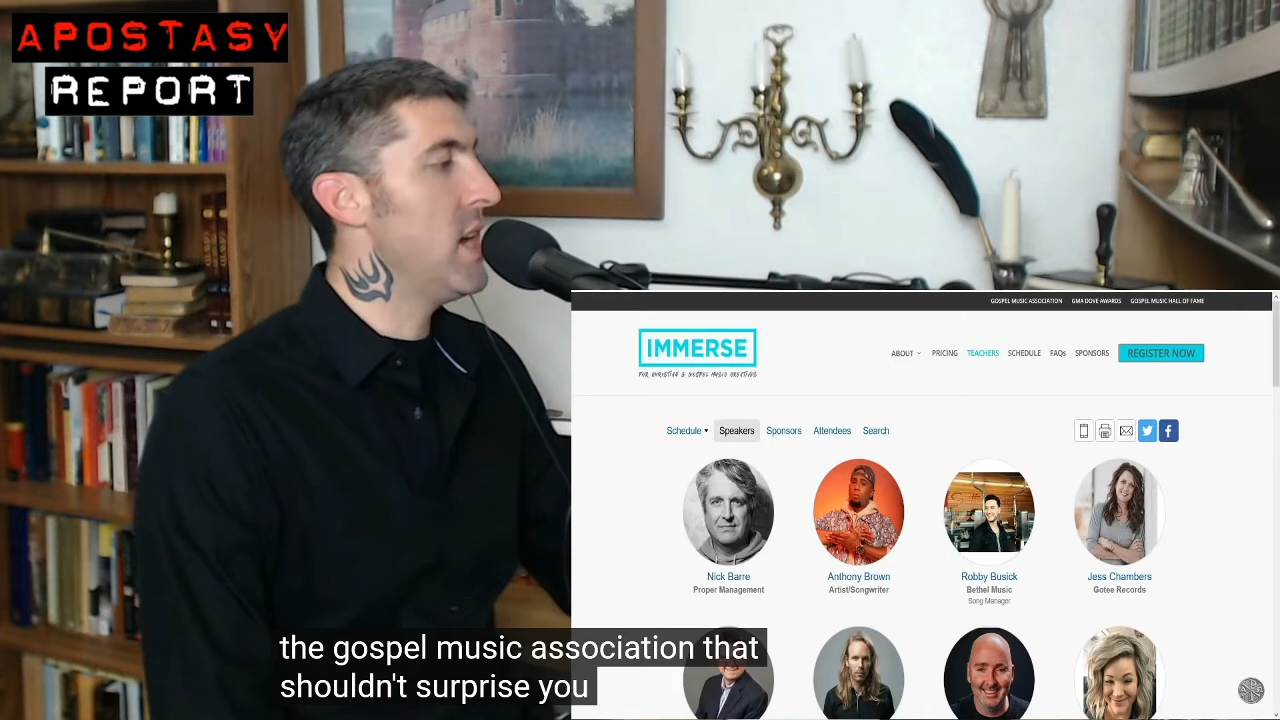 APOSTASY
REPORT
GOSPEL MUSIC ASSOCIATION GMA DOVE AWARDS GOSPEL MUSIC HALL OF FAME
IMMERSE
FOR CHRISTIAN & GOSPEL MUSIC CREATIVES
ABOUT PRICING TEACHERS SCHEDULE FAQs SPONSORS REGISTER NOW
Schedule Speakers Sponsors Attendees Search
Nick Barre Anthony Brown Robby Busick Jess Chambers
Proper Management Artist/Songwriter Bethel Music Gotee Records
Song Manager
the gospel music association that
shouldn't surprise you